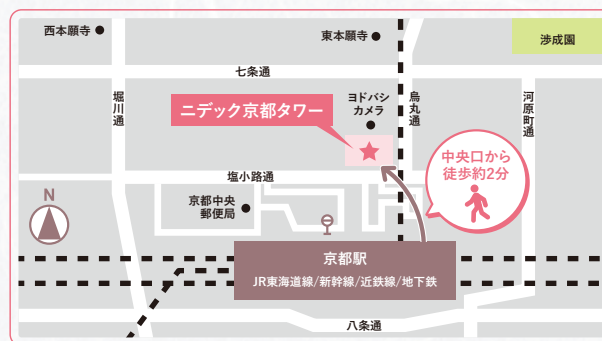 西本願寺
東本願寺
渉成園
七条通
堀川通
ヨドバシ
カメラ
烏丸通
河原町通
ニデック京都タワー
中央口から
徒歩約2分
塩小路通
京都中央
郵便局
N
京都駅
JR東海道線/新幹線/近鉄線/地下鉄
八条通